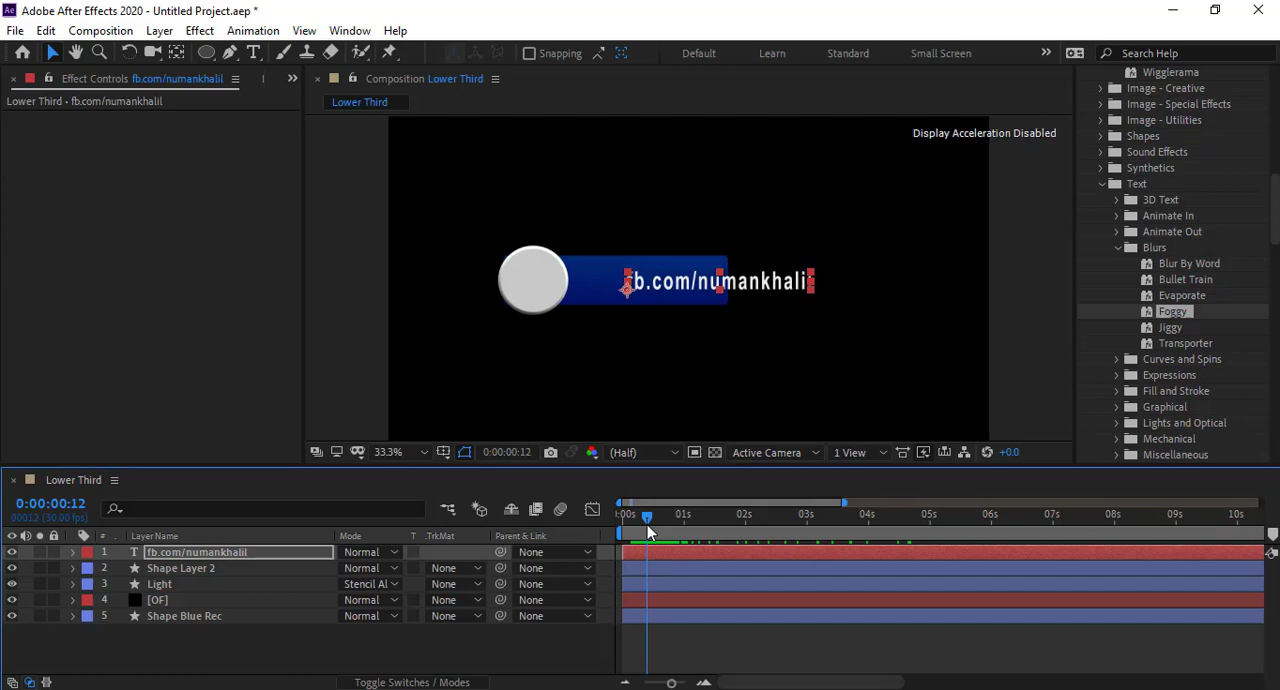 Adobe After Effects 2020 - Untitled Project.aep *
File Edit Composition Layer Effect Animation View Window Help
Snapping Default Learn Standard Small Screen Search Help
Effect Controls fb.com/numankhalil
Composition Lower Third
Lower Third • fb.com/numankhalil
Lower Third
Display Acceleration Disabled
fb.com/numankhalil
Wigglerama
Image - Creative
Image - Special Effects
Image - Utilities
Shapes
Sound Effects
Synthetics
Text
3D Text
Animate In
Animate Out
Blurs
Blur By Word
Bullet Train
Evaporate
Foggy
Jiggy
Transporter
Curves and Spins
Expressions
Fill and Stroke
Graphical
Lights and Optical
Mechanical
Miscellaneous
33.3% 0:00:00:12 (Half) Active Camera 1 View +0.0
Lower Third
0:00:00:12
00012 (30.00 fps)
:00s 01s 02s 03s 04s 05s 06s 07s 08s 09s 10s
# Layer Name Mode T .TrkMat Parent & Link
1 T fb.com/numankhalil Normal None
2 Shape Layer 2 Normal None None
3 Light Stencil Al None None
4 [OF] Normal None None
5 Shape Blue Rec Normal None None
Toggle Switches / Modes